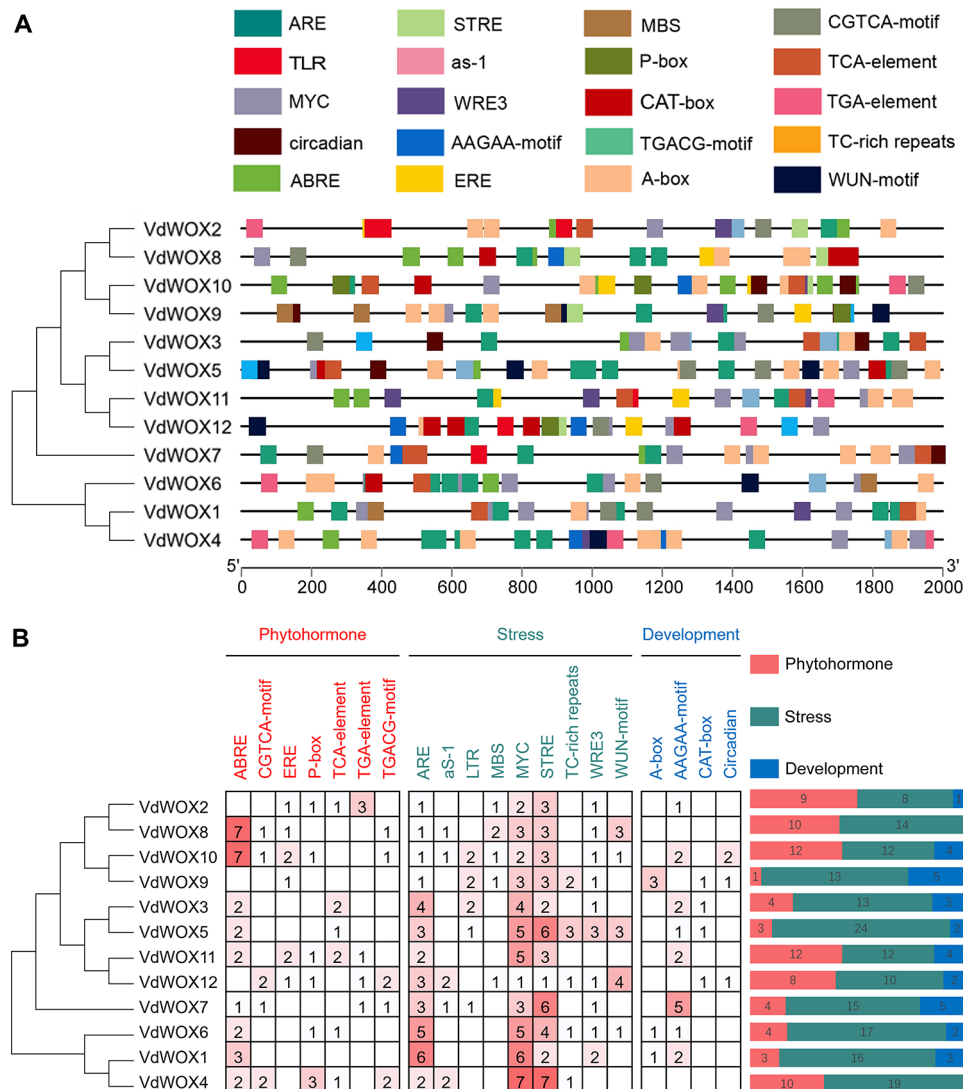 A
ARE STRE MBS CGTCA-motif
TLR as-1 P-box TCA-element
MYC WRE3 CAT-box TGA-element
circadian AAGAA-motif TGACG-motif TC-rich repeats
ABRE ERE A-box WUN-motif
VdWOX2
VdWOX8
VdWOX10
VdWOX9
VdWOX3
VdWOX5
VdWOX11
VdWOX12
VdWOX7
VdWOX6
VdWOX1
VdWOX4
5' 3'
0 200 400 600 800 1000 1200 1400 1600 1800 2000
B
Phytohormone Stress Development
ABRE CGTCA-motif ERE P-box TCA-element TGA-element TGACG-motif ARE aS-1 LTR MBS MYC STRE TC-rich repeats WRE3 WUN-motif A-box AAGAA-motif CAT-box Circadian
Phytohormone
Stress
Development
VdWOX2 1 1 1 3 1 1 2 3 1 1 9 8 1
VdWOX8 7 1 1 1 1 1 2 3 3 1 3 10 14
VdWOX10 7 1 2 1 1 1 1 2 1 2 3 1 1 2 2 12 12 4
VdWOX9 1 1 2 1 3 3 2 1 3 1 1 1 13 5
VdWOX3 2 2 4 2 4 2 1 2 1 4 13 3
VdWOX5 2 1 3 1 5 6 3 3 3 1 1 3 24 2
VdWOX11 2 2 1 2 1 2 5 3 2 12 12 4
VdWOX12 2 1 1 1 2 3 2 1 1 1 1 1 4 1 1 8 10 2
VdWOX7 1 1 1 1 3 1 1 3 6 1 5 4 15 5
VdWOX6 2 1 1 5 5 4 1 1 1 1 1 4 17 2
VdWOX1 3 6 6 2 2 1 2 3 16 3
VdWOX4 2 2 3 1 2 2 2 7 7 1 10 19